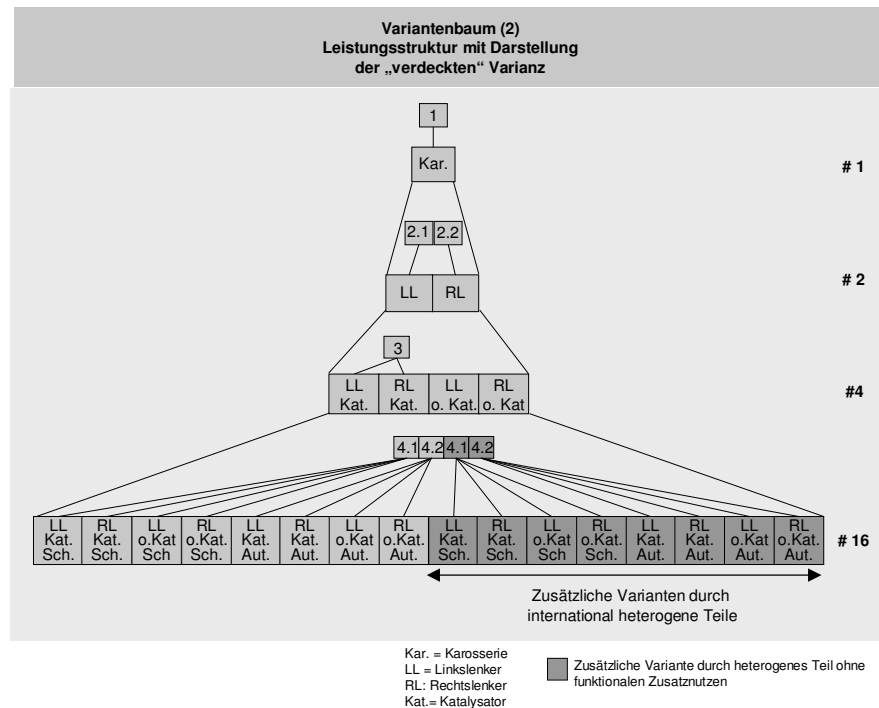 Variantenbaum (2)
Leistungsstruktur mit Darstellung
der „verdeckten“ Varianz
1
Kar.
# 1
2.1 2.2
LL RL
# 2
3
LL RL LL RL
Kat. Kat. o. Kat. o. Kat
#4
4.1 4.2 4.1 4.2
LL RL LL RL LL RL LL RL LL RL LL RL LL RL LL RL
Kat. Kat. o.Kat o.Kat. Kat. Kat. o.Kat o.Kat. Kat. Kat. o.Kat o.Kat. Kat. Kat. o.Kat o.Kat.
Sch. Sch. Sch Sch. Aut. Aut. Aut. Aut. Sch. Sch. Sch Sch. Aut. Aut. Aut Aut.
# 16
Zusätzliche Varianten durch
international heterogene Teile
Kar. = Karosserie
LL = Linkslenker
RL: Rechtslenker
Kat.= Katalysator
Zusätzliche Variante durch heterogenes Teil ohne
funktionalen Zusatznutzen